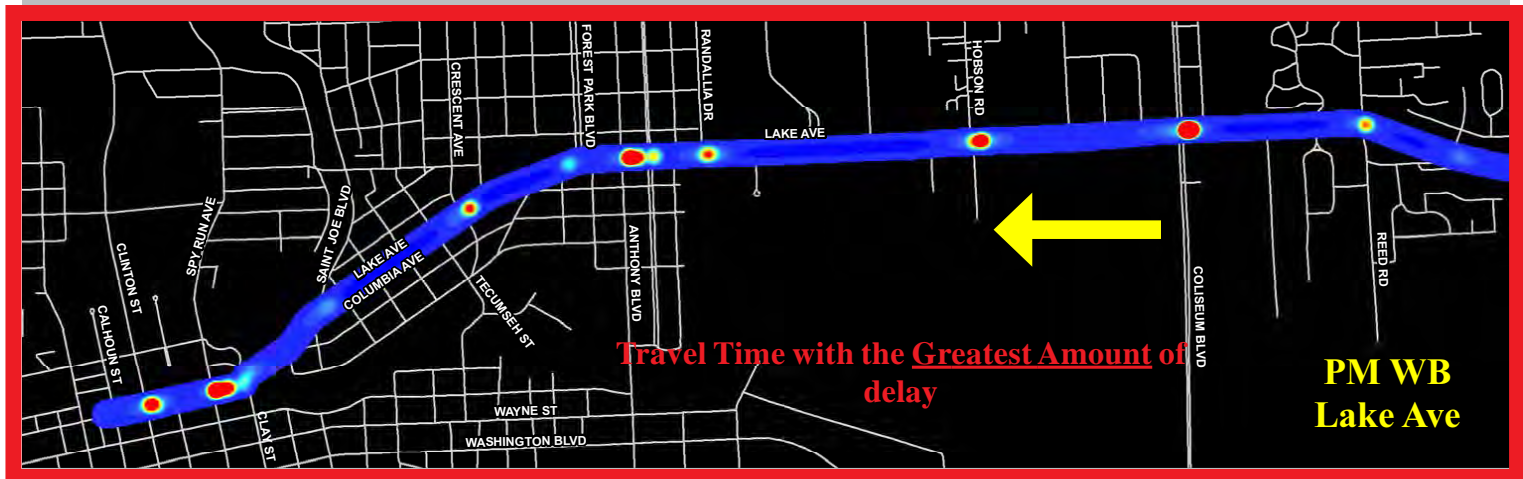 FOREST PARK BLVD
RANDALLIA DR
HOBSON RD
CRESCENT AVE
LAKE AVE
SPY RUN AVE
SAINT JOE BLVD
LAKE AVE
COLUMBIA AVE
CLINTON ST
CALHOUN ST
TECUMSEH ST
ANTHONY BLVD
COLISEUM BLVD
REED RD
Travel Time with the Greatest Amount of
delay
PM WB
Lake Ave
CLAY ST
WAYNE ST
WASHINGTON BLVD